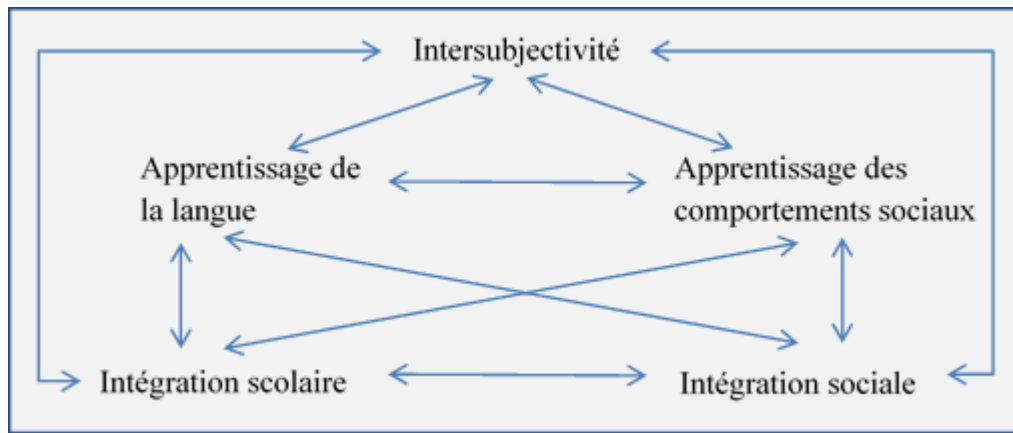 Intersubjectivité
Apprentissage de
la langue
Apprentissage des
comportements sociaux
Intégration scolaire
Intégration sociale